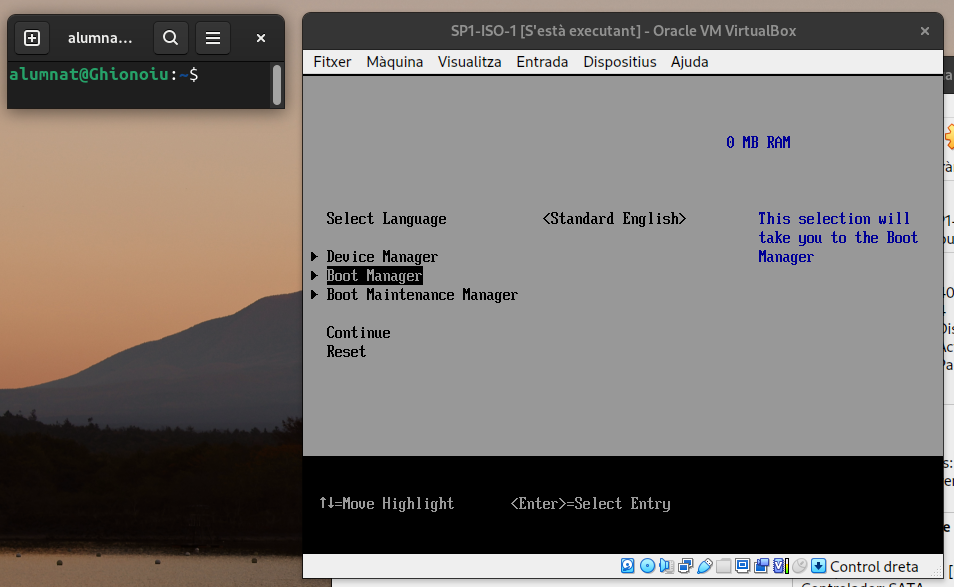 alumna...
alumnat@Ghionoiu:~$
SP1-ISO-1 [S'està executant] - Oracle VM VirtualBox
Fitxer Màquina Visualitza Entrada Dispositius Ajuda
0 MB RAM
Select Language <Standard English>
This selection will
take you to the Boot
Manager
Device Manager
Boot Manager
Boot Maintenance Manager
Continue
Reset
↑↓=Move Highlight <Enter>=Select Entry
Control dreta